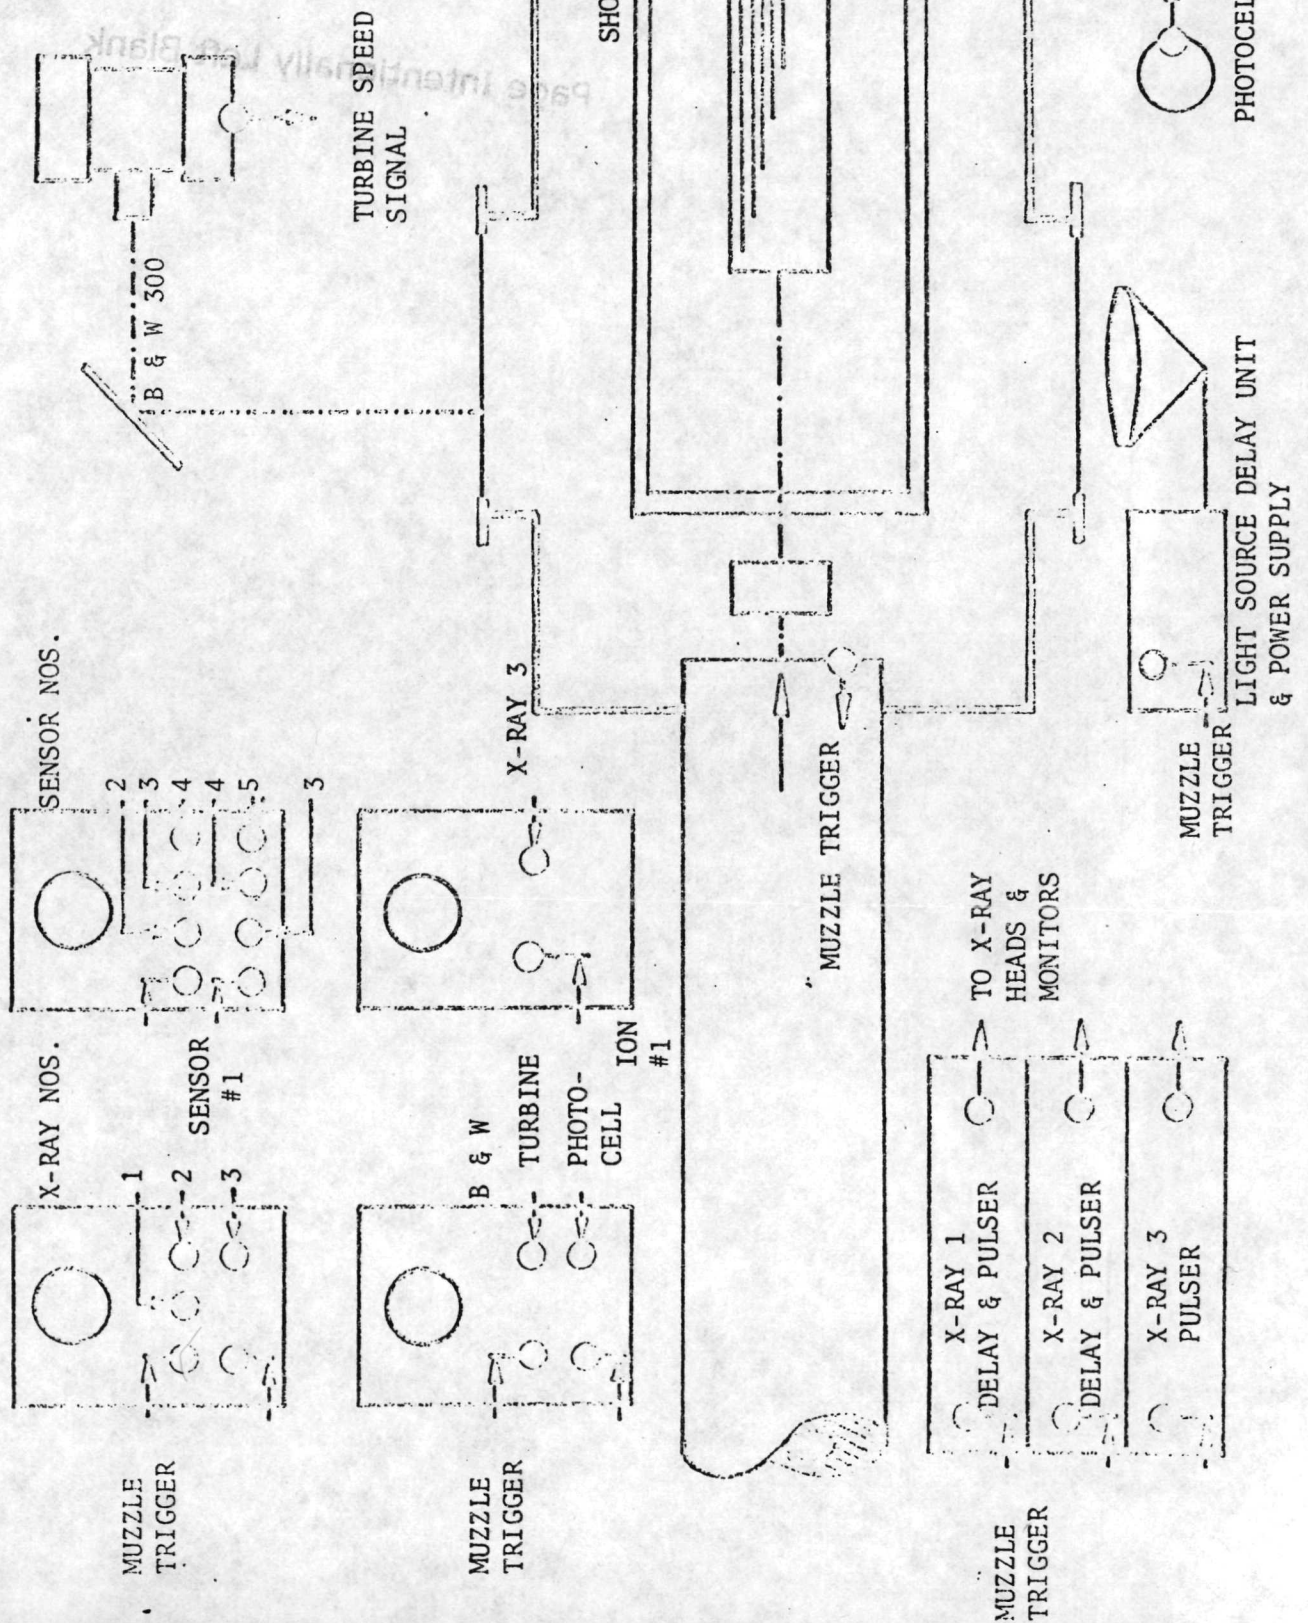 Page Intentionally Left Blank
TURBINE SPEED
SIGNAL
B & W 300
SENSOR NOS.
2
3
4
4
5
3
X-RAY NOS.
1
2
3
SENSOR
#1
MUZZLE
TRIGGER
X-RAY 3
ION
#1
B & W
TURBINE
PHOTO-
CELL
MUZZLE
TRIGGER
MUZZLE TRIGGER
TO X-RAY
HEADS &
MONITORS
X-RAY 1
DELAY & PULSER
X-RAY 2
DELAY & PULSER
X-RAY 3
PULSER
MUZZLE
TRIGGER
MUZZLE
TRIGGER
LIGHT SOURCE DELAY UNIT
& POWER SUPPLY